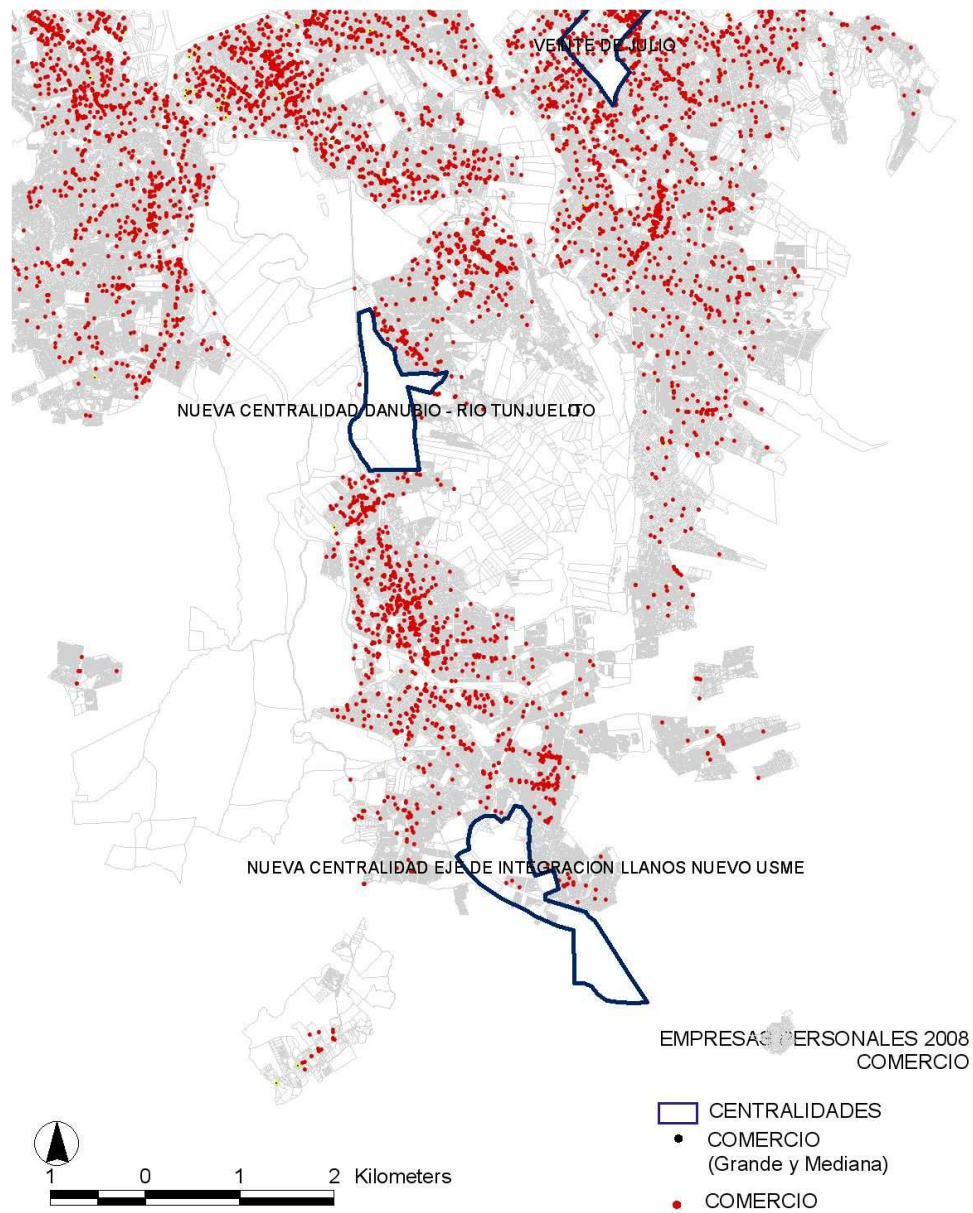 VEINTE DE JULIO
NUEVA CENTRALIDAD DANUBIO - RIO TUNJUELITO
NUEVA CENTRALIDAD EJE DE INTEGRACION LLANOS NUEVO USME
EMPRESAS PERSONALES 2008
COMERCIO
CENTRALIDADES
COMERCIO
(Grande y Mediana)
COMERCIO
1 0 1 2 Kilometers